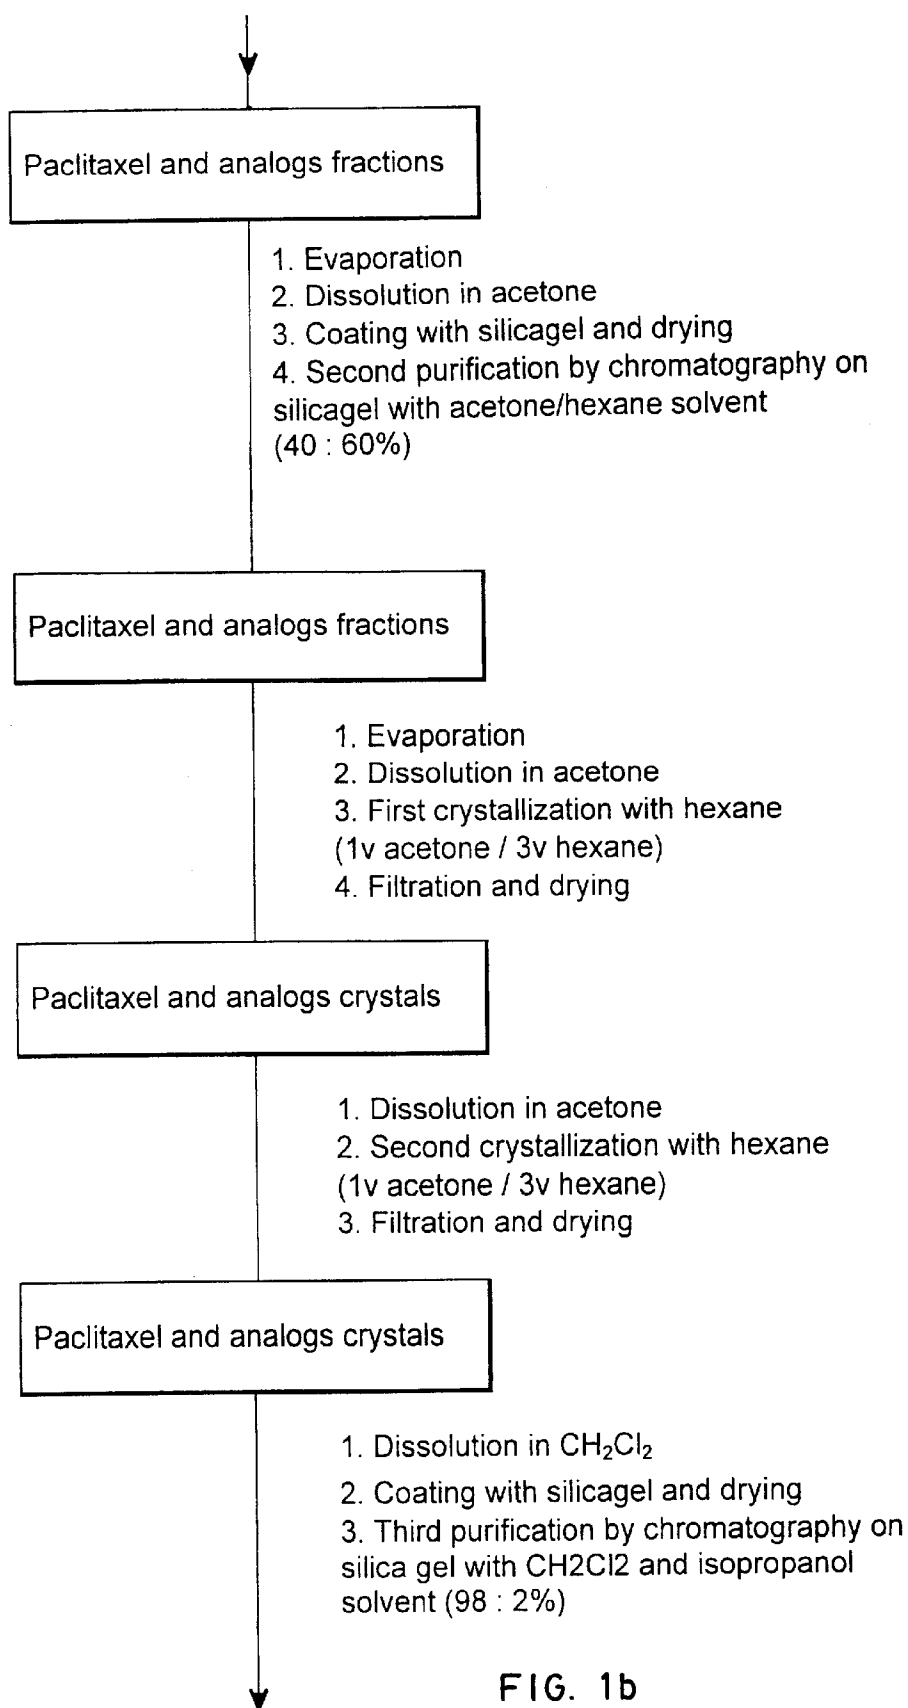 Paclitaxel and analogs fractions
1. Evaporation
2. Dissolution in acetone
3. Coating with silicagel and drying
4. Second purification by chromatography on
silicagel with acetone/hexane solvent
(40 : 60%)
Paclitaxel and analogs fractions
1. Evaporation
2. Dissolution in acetone
3. First crystallization with hexane
(1v acetone / 3v hexane)
4. Filtration and drying
Paclitaxel and analogs crystals
1. Dissolution in acetone
2. Second crystallization with hexane
(1v acetone / 3v hexane)
3. Filtration and drying
Paclitaxel and analogs crystals
1. Dissolution in CH₂Cl₂
2. Coating with silicagel and drying
3. Third purification by chromatography on
silica gel with CH2Cl2 and isopropanol
solvent (98 : 2%)
FIG. 1b